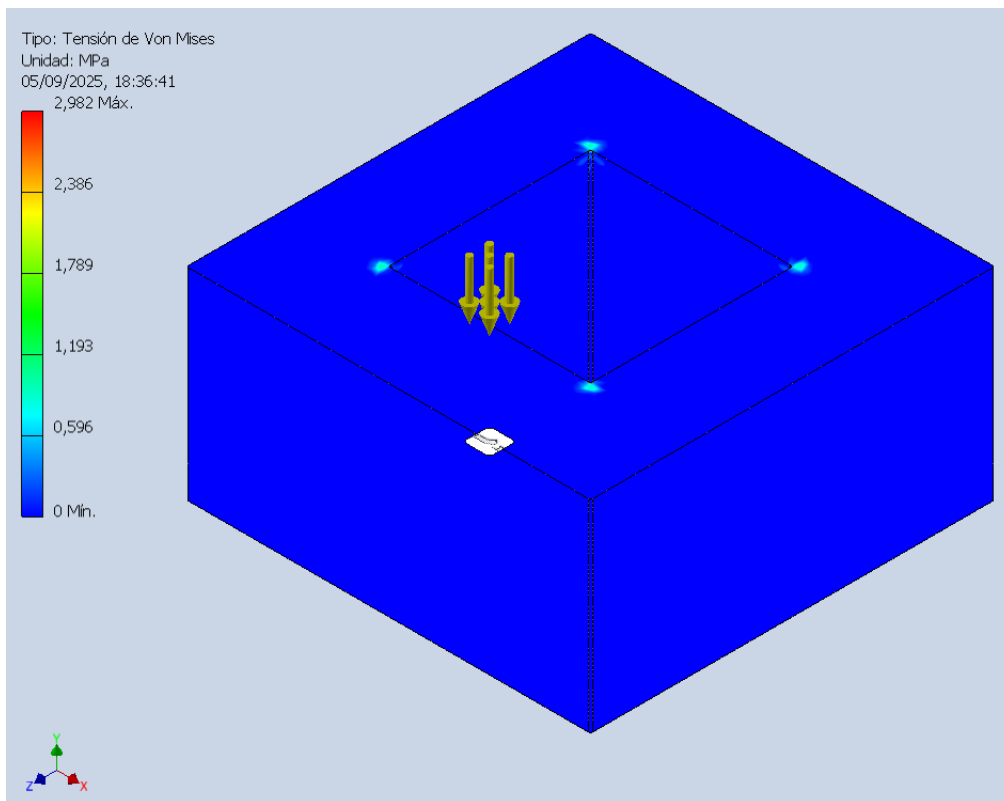 Tipo: Tensión de Von Mises
Unidad: MPa
05/09/2025, 18:36:41
2,982 Máx.
2,386
1,789
1,193
0,596
0 Mín.
Y
Z
X